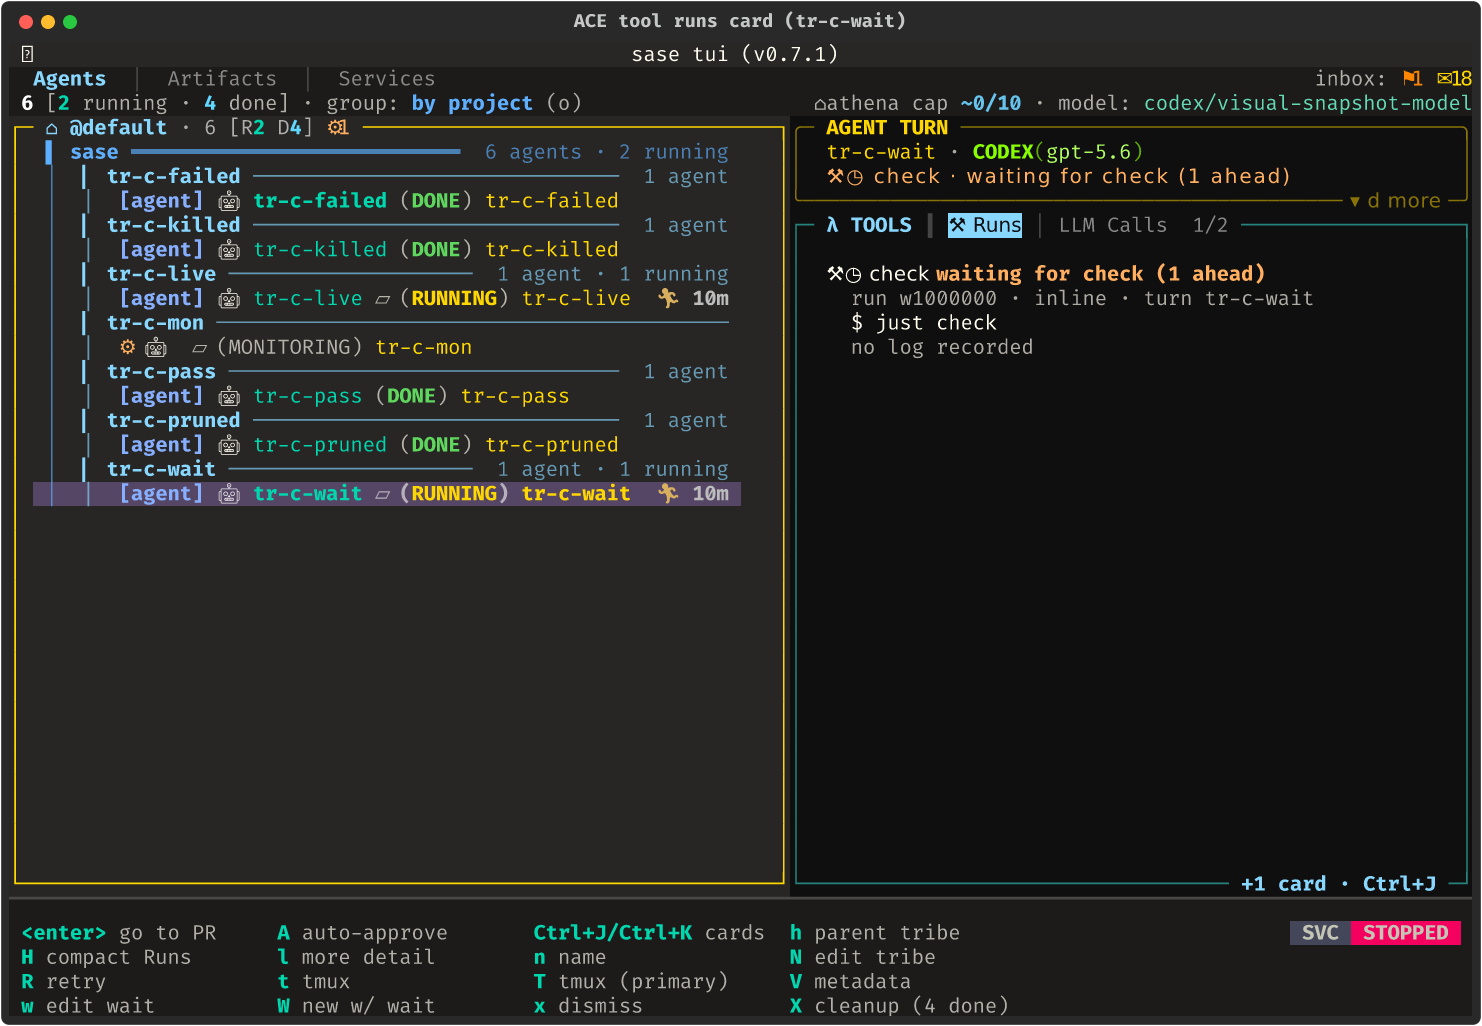 ACE tool runs card (tr-c-wait)
sase tui (v0.7.1)
Agents │ Artifacts │ Services
inbox: ⚑1 ✉18
6 [2 running · 4 done] · group: by project (o)
⌂athena cap ~0/10 · model: codex/visual-snapshot-model
⌂ @default · 6 [R2 D4] ⚙1
sase 6 agents · 2 running
tr-c-failed 1 agent
[agent] 🤖 tr-c-failed (DONE) tr-c-failed
tr-c-killed 1 agent
[agent] 🤖 tr-c-killed (DONE) tr-c-killed
tr-c-live 1 agent · 1 running
[agent] 🤖 tr-c-live ▱ (RUNNING) tr-c-live 🏃 10m
tr-c-mon
⚙ 🤖 ▱ (MONITORING) tr-c-mon
tr-c-pass 1 agent
[agent] 🤖 tr-c-pass (DONE) tr-c-pass
tr-c-pruned 1 agent
[agent] 🤖 tr-c-pruned (DONE) tr-c-pruned
tr-c-wait 1 agent · 1 running
[agent] 🤖 tr-c-wait ▱ (RUNNING) tr-c-wait 🏃 10m
AGENT TURN
tr-c-wait · CODEX(gpt-5.6)
⚒◷ check · waiting for check (1 ahead)
▾ d more
λ TOOLS ║ ⚒ Runs │ LLM Calls 1/2
⚒◷ check waiting for check (1 ahead)
run w1000000 · inline · turn tr-c-wait
$ just check
no log recorded
+1 card · Ctrl+J
<enter> go to PR A auto-approve Ctrl+J/Ctrl+K cards h parent tribe
SVC STOPPED
H compact Runs l more detail n name N edit tribe
R retry t tmux T tmux (primary) V metadata
w edit wait W new w/ wait x dismiss X cleanup (4 done)